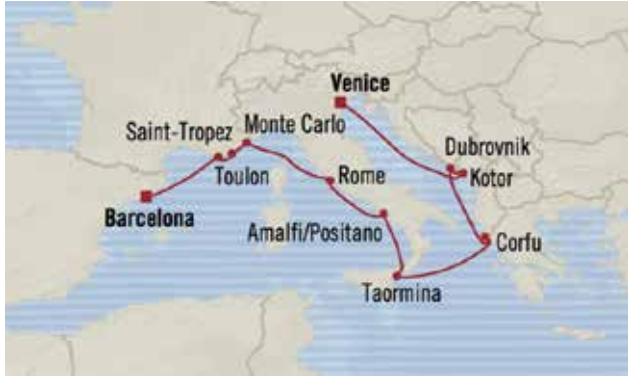 Venice
Saint-Tropez
Monte Carlo
Dubrovnik
Toulon
Rome
Kotor
Barcelona
Amalfi/Positano
Corfu
Taormina